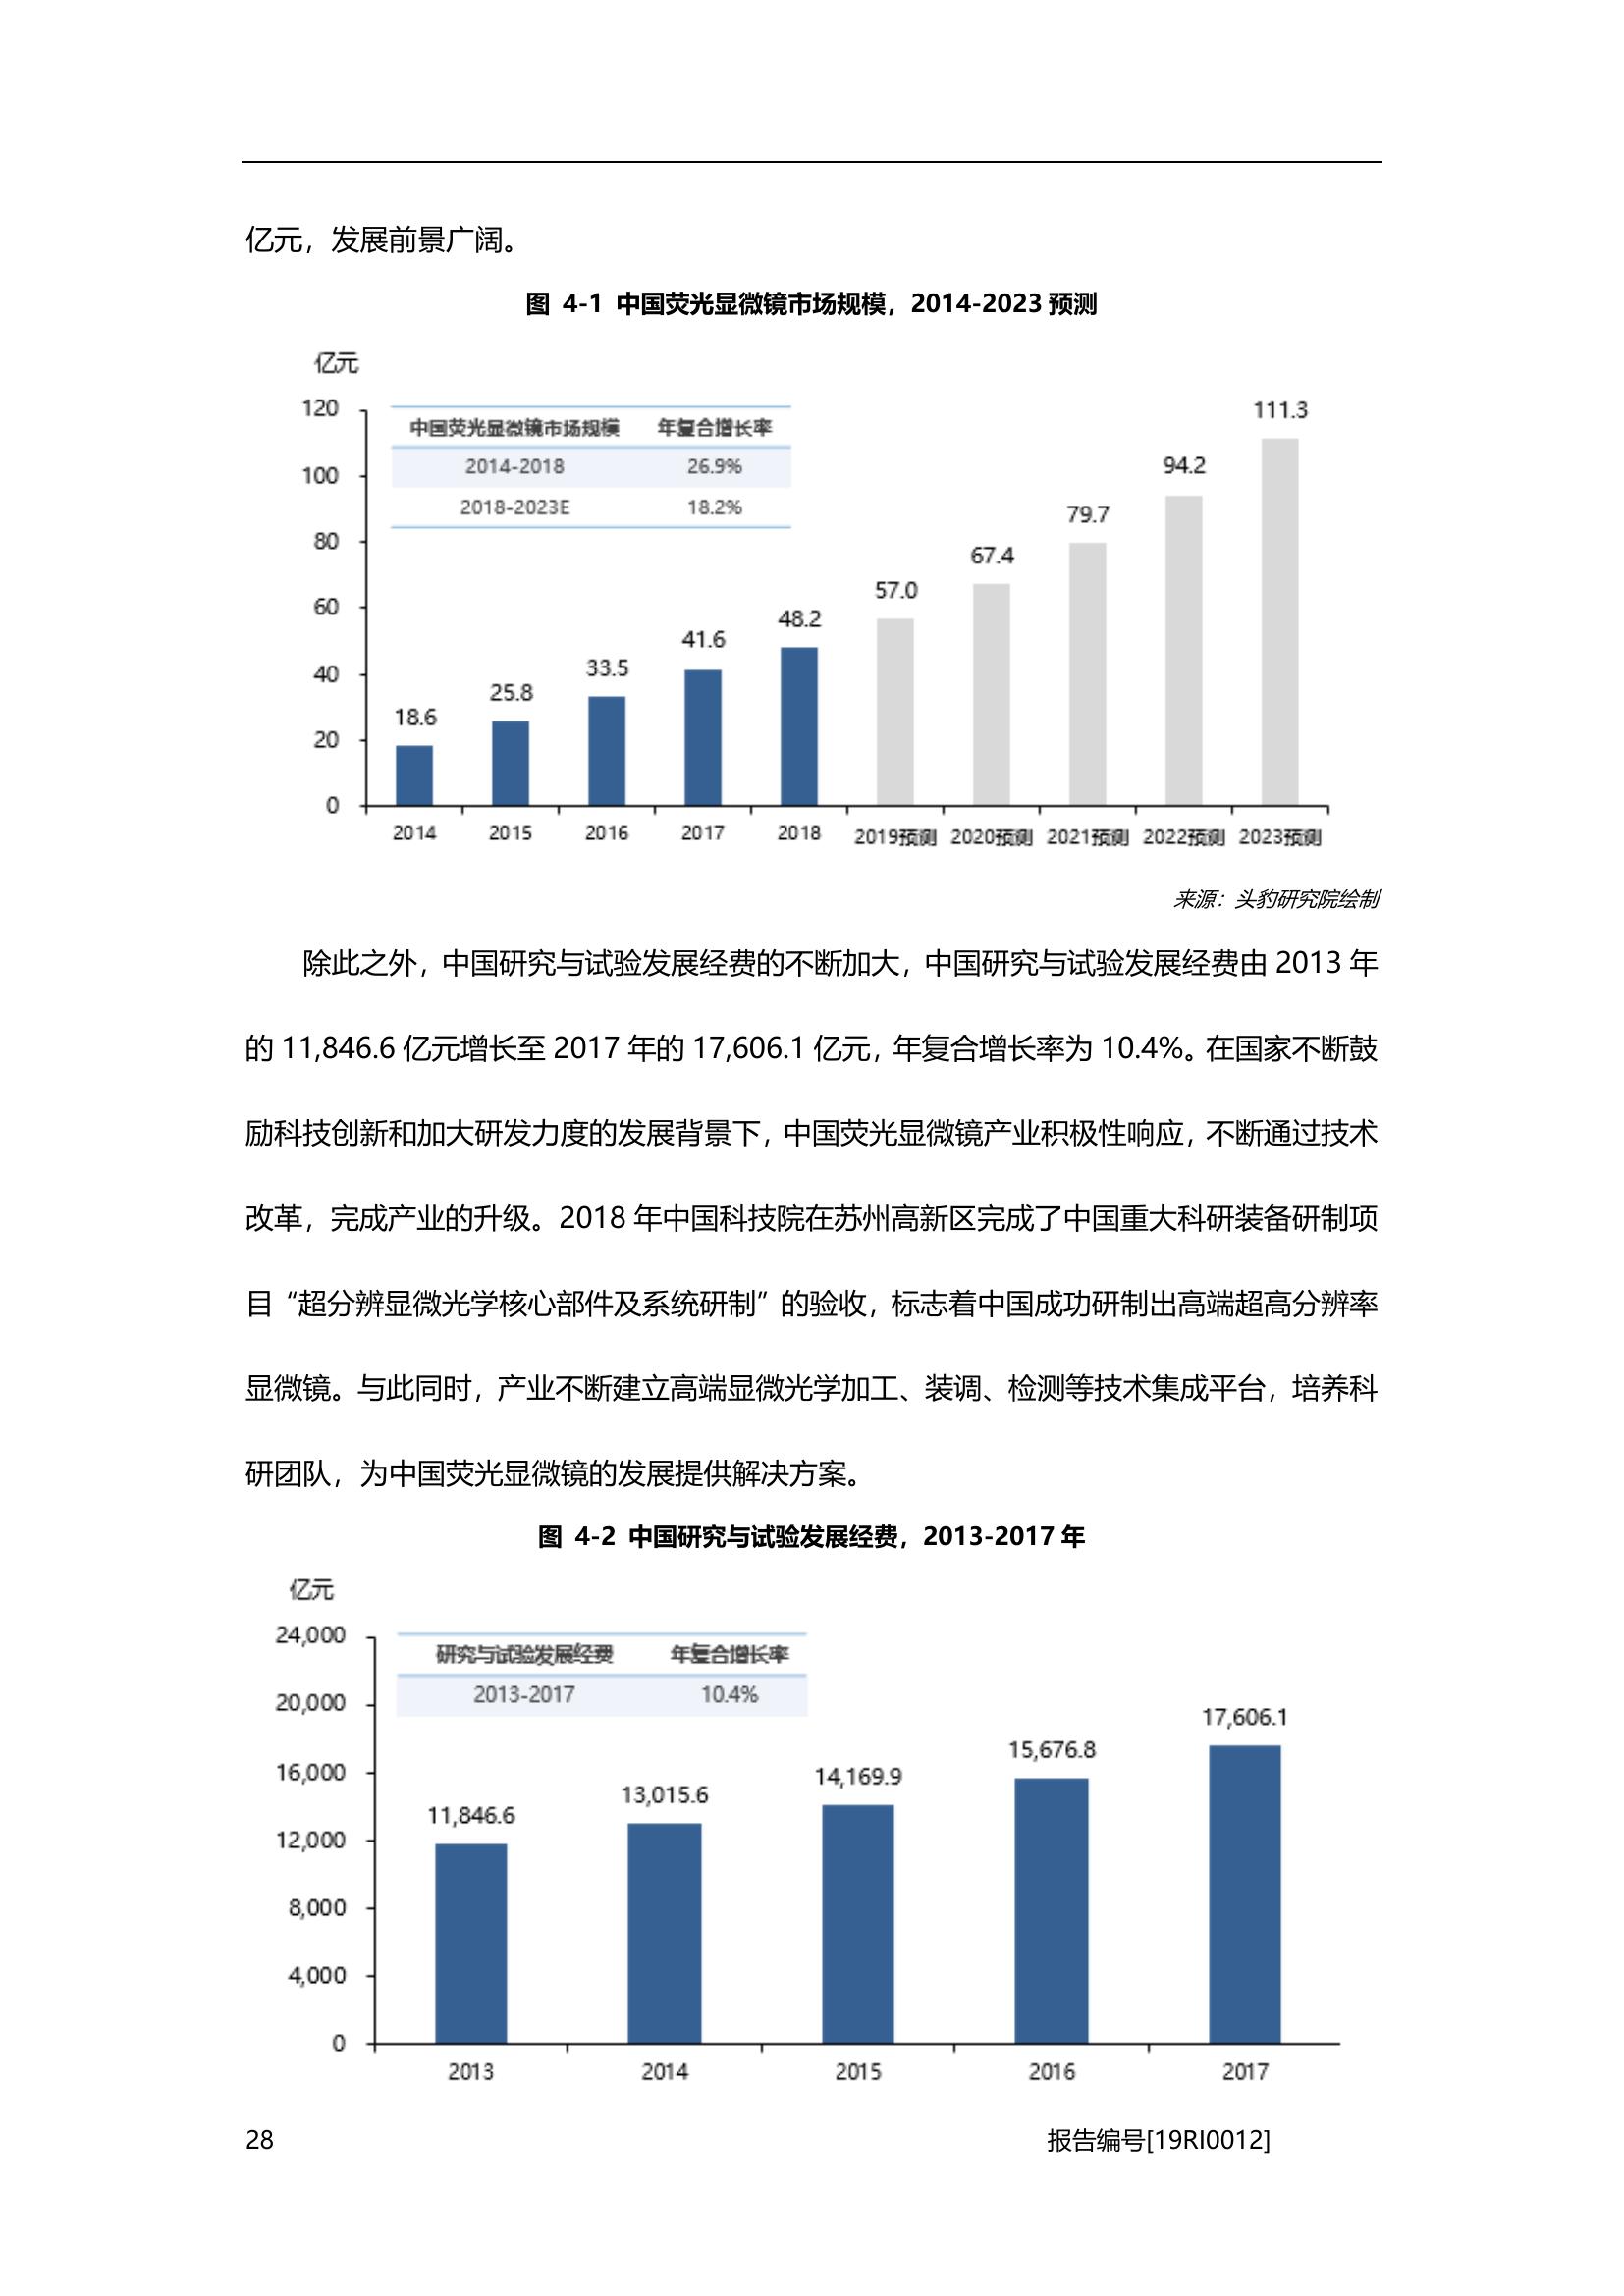 亿元，发展前景广阔。
图 4-1 中国荧光显微镜市场规模，2014-2023 预测
亿元
120
100
80
60
40
20
0
中国荧光显微镜市场规模 年复合增长率
2014-2018 26.9%
2018-2023E 18.2%
18.6
25.8
33.5
41.6
48.2
57.0
67.4
79.7
94.2
111.3
2014 2015 2016 2017 2018 2019预测 2020预测 2021预测 2022预测 2023预测
来源：头豹研究院绘制
除此之外，中国研究与试验发展经费的不断加大，中国研究与试验发展经费由 2013 年
的 11,846.6 亿元增长至 2017 年的 17,606.1 亿元，年复合增长率为 10.4%。在国家不断鼓
励科技创新和加大研发力度的发展背景下，中国荧光显微镜产业积极性响应，不断通过技术
改革，完成产业的升级。2018 年中国科技院在苏州高新区完成了中国重大科研装备研制项
目“超分辨显微光学核心部件及系统研制”的验收，标志着中国成功研制出高端超高分辨率
显微镜。与此同时，产业不断建立高端显微光学加工、装调、检测等技术集成平台，培养科
研团队，为中国荧光显微镜的发展提供解决方案。
图 4-2 中国研究与试验发展经费，2013-2017 年
亿元
24,000
20,000
16,000
12,000
8,000
4,000
0
研究与试验发展经费 年复合增长率
2013-2017 10.4%
11,846.6
13,015.6
14,169.9
15,676.8
17,606.1
2013 2014 2015 2016 2017
28 报告编号[19RI0012]